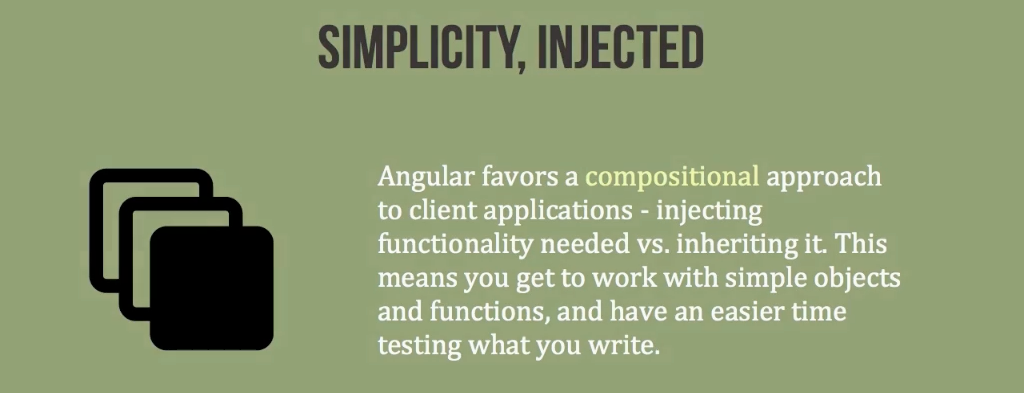 SIMPLICITY, INJECTED
Angular favors a compositional approach
to client applications - injecting
functionality needed vs. inheriting it. This
means you get to work with simple objects
and functions, and have an easier time
testing what you write.